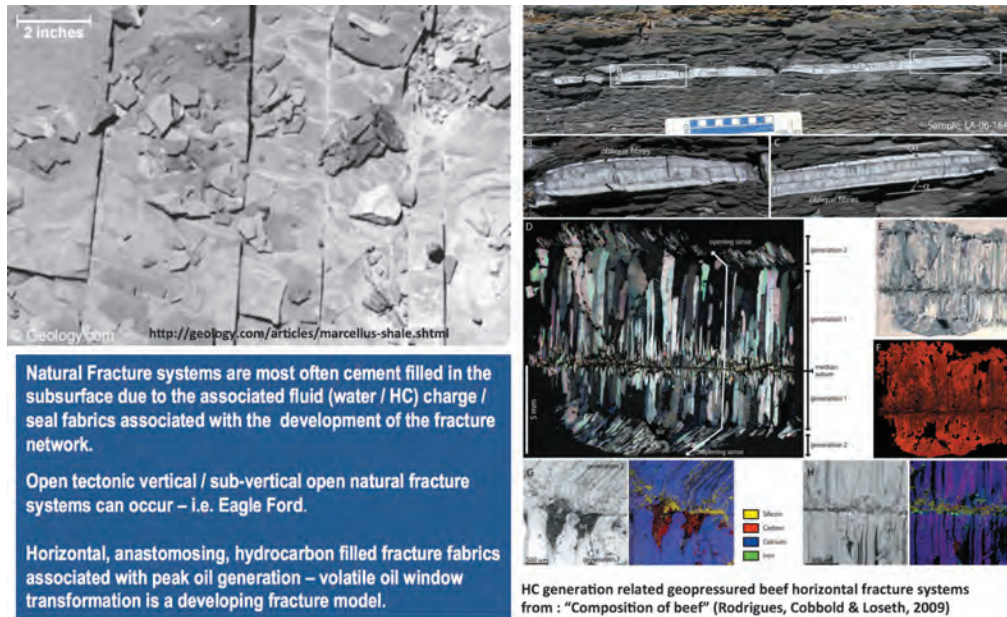 2 inches
© Geology.com
http://geology.com/articles/marcellus-shale.shtml
Natural Fracture systems are most often cement filled in the
subsurface due to the associated fluid (water / HC) charge /
seal fabrics associated with the development of the fracture
network.
Open tectonic vertical / sub-vertical open natural fracture
systems can occur – i.e. Eagle Ford.
Horizontal, anastomosing, hydrocarbon filled fracture fabrics
associated with peak oil generation – volatile oil window
transformation is a developing fracture model.
A
B
C
Sample: LA-06-16
B
oblique fibres
C
oblique fibres
D
opening sense
generation 2
generation 1
median
suture
generation 1
generation 2
5 mm
opening sense
E
F
G
Silicon
Carbon
Calcium
Iron
H
HC generation related geopressured beef horizontal fracture systems
from : “Composition of beef” (Rodrigues, Cobbold & Loseth, 2009)